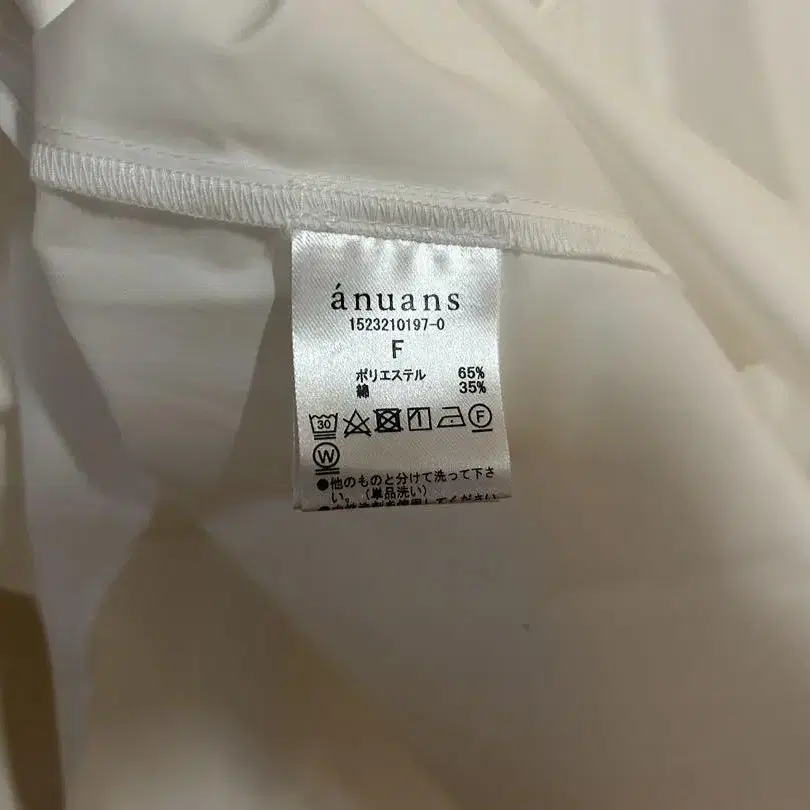 ánuans
1523210197-0
F
ポリエステル 65%
綿 35%
30
F
W
●他のものと分けて洗って下さ
い。(単品洗い)